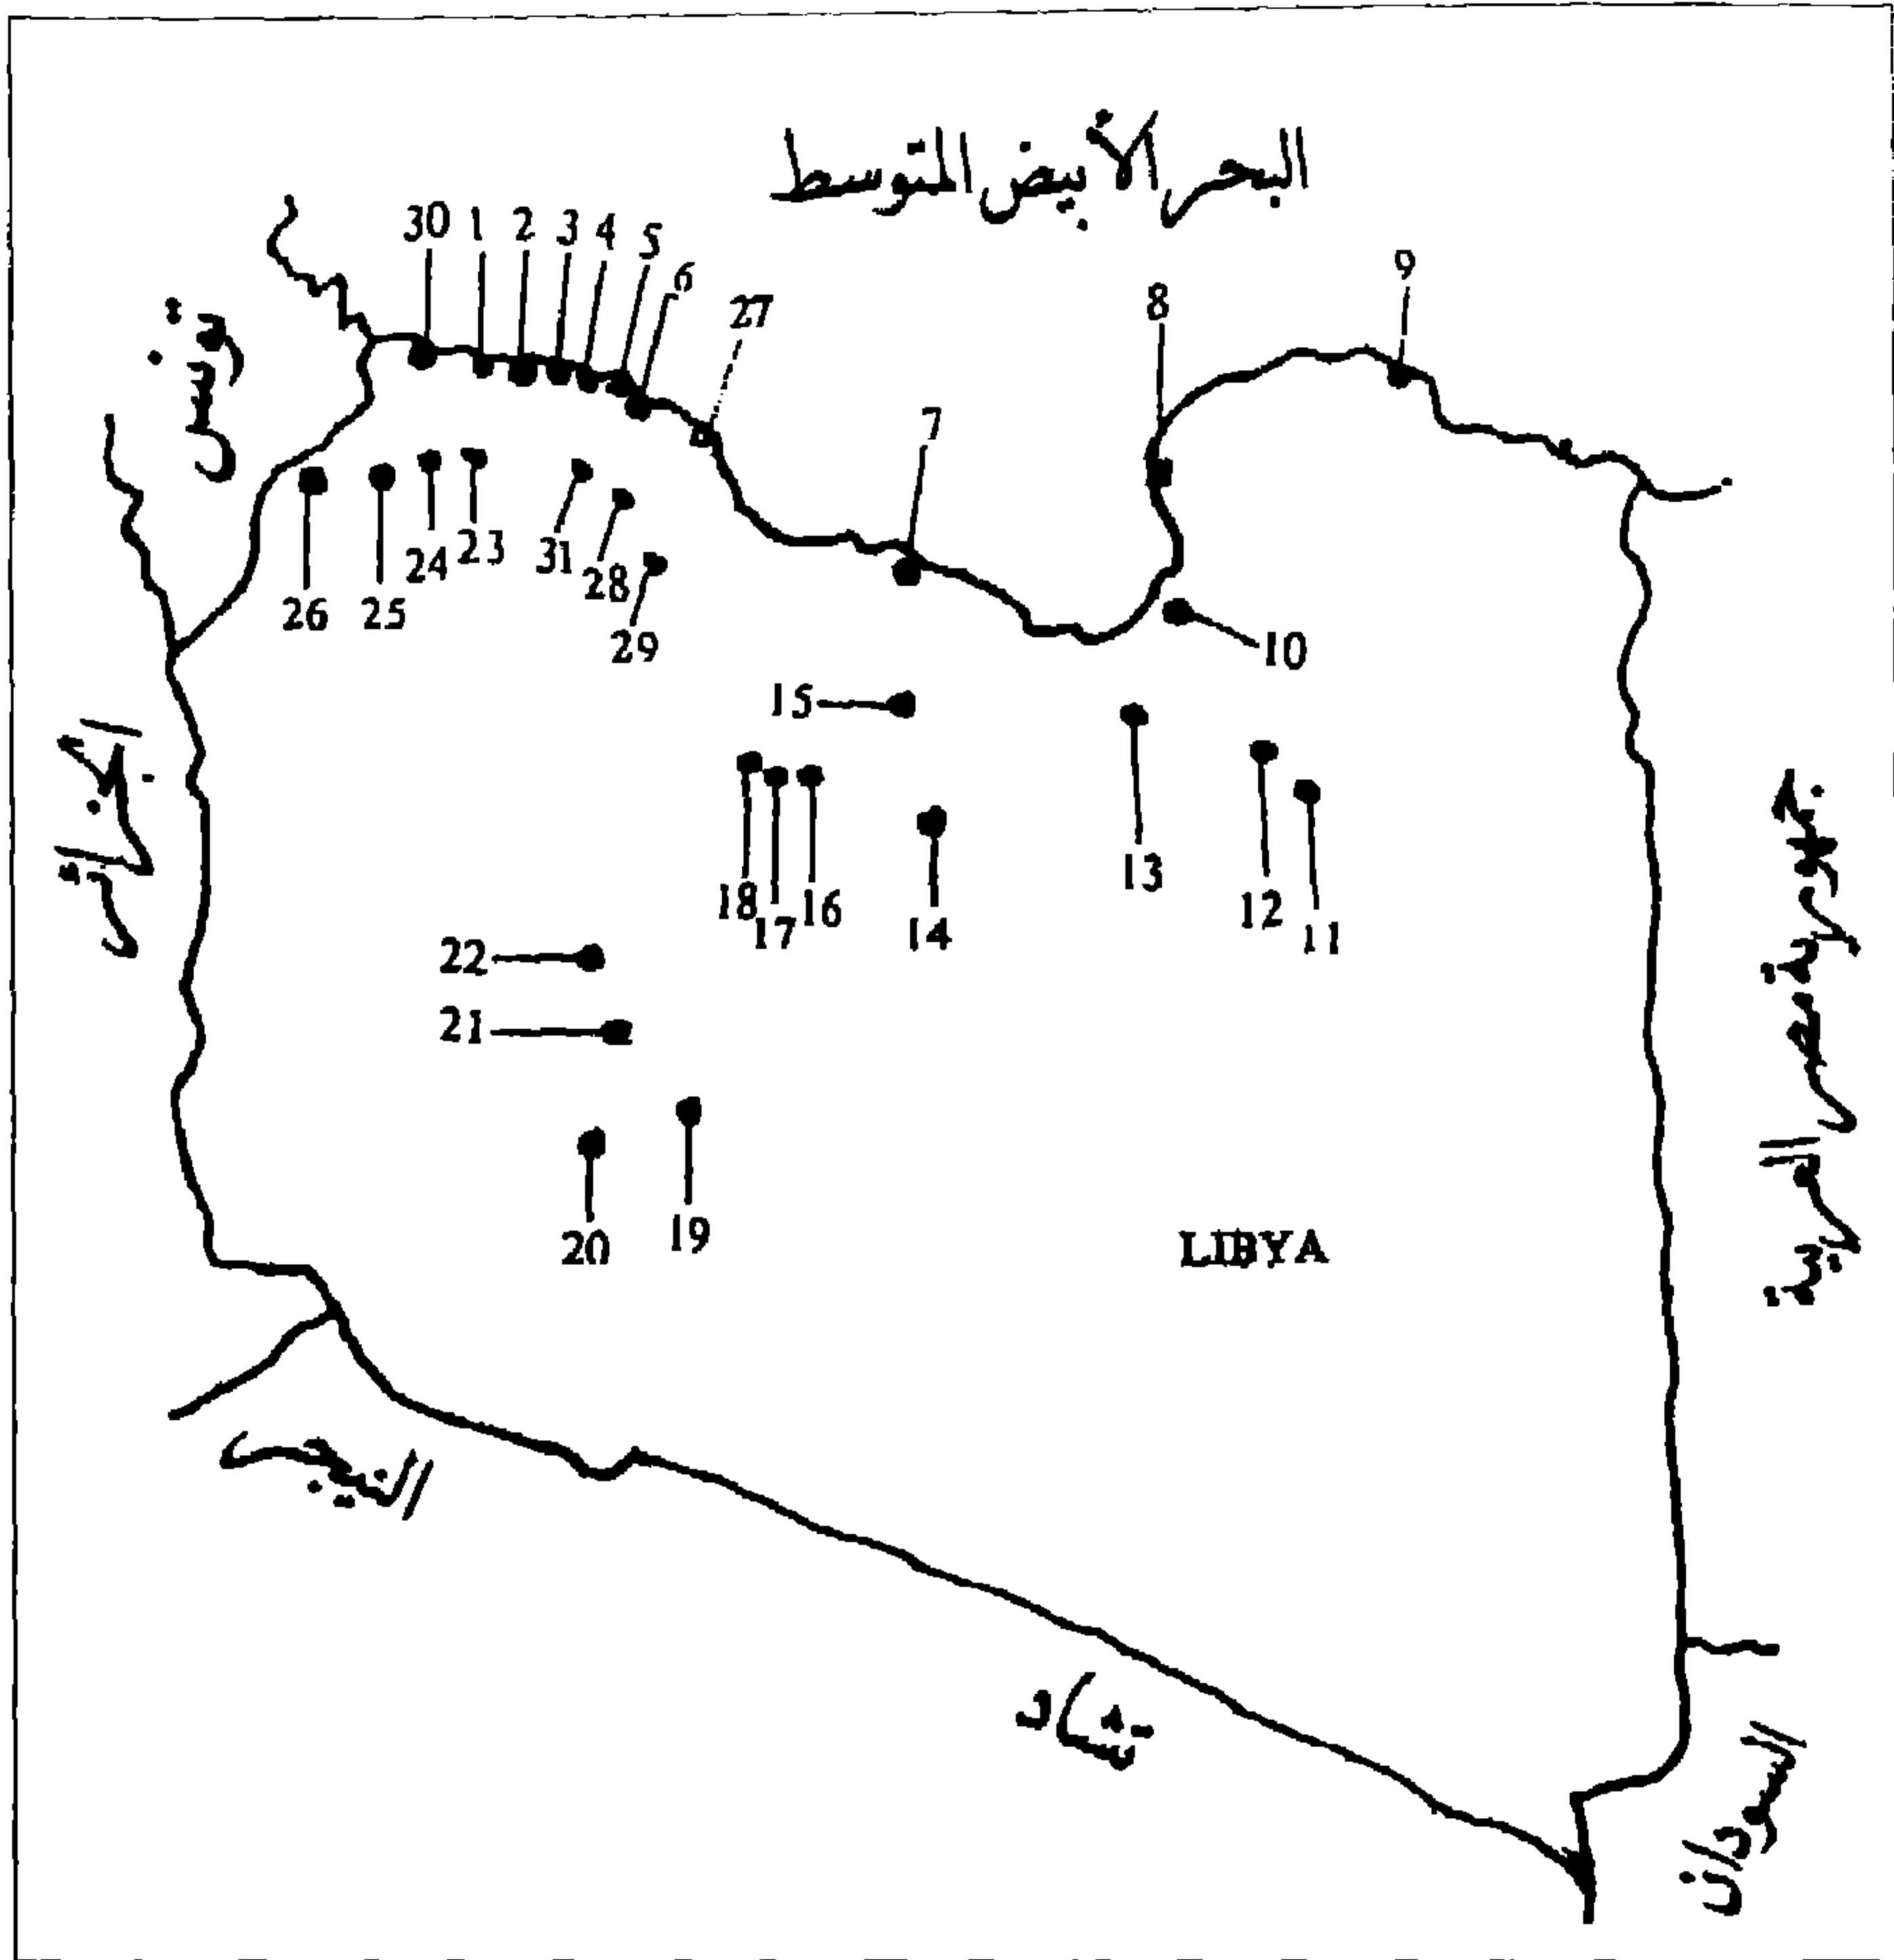 البحر الأبيض المتوسط
30 1 2 3 4 5 6 27 7 8 9
تونس
26 25 24 23 31 28 29
10
15
الجزائر
18 17 16 14 13 12 11
جمهورية مصر العربية
22
21
20 19
LIBYA
النيجر
تشاد
السودان